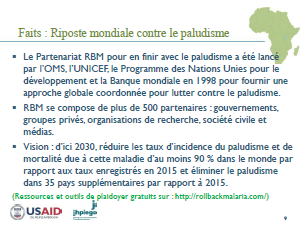 Faits : Riposte mondiale contre le paludisme
▪ Le Partenariat RBM pour en finir avec le paludisme a été lancé
par l'OMS, l'UNICEF, le Programme des Nations Unies pour le
développement et la Banque mondiale en 1998 pour fournir une
approche globale coordonnée pour lutter contre le paludisme.
▪ RBM se compose de plus de 500 partenaires : gouvernements,
groupes privés, organisations de recherche, société civile et
médias.
▪ Vision : d'ici 2030, réduire les taux d'incidence du paludisme et de
mortalité due à cette maladie d'au moins 90 % dans le monde par
rapport aux taux enregistrés en 2015 et éliminer le paludisme
dans 35 pays supplémentaires par rapport à 2015.
(Ressources et outils de plaidoyer gratuits sur : http://rollbackmalaria.com/)
USAID
jhpiego
9